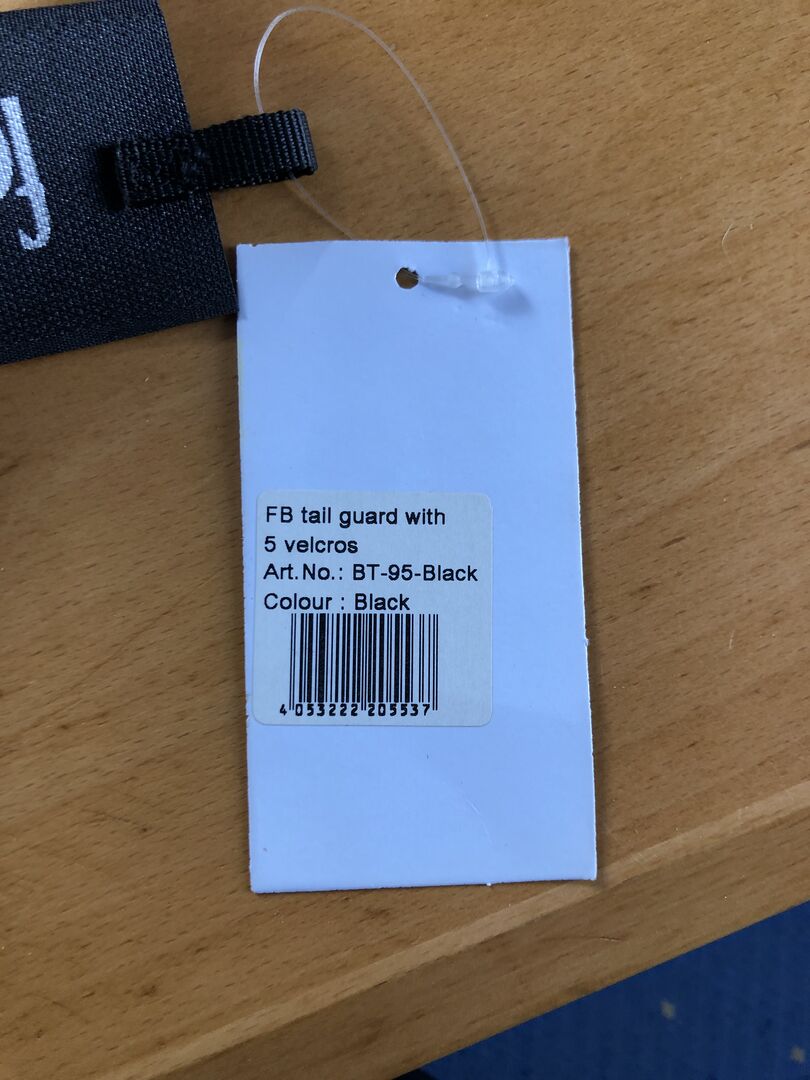 FB tail guard with
5 velcros
Art.No.: BT-95-Black
Colour : Black
4 053222 205537